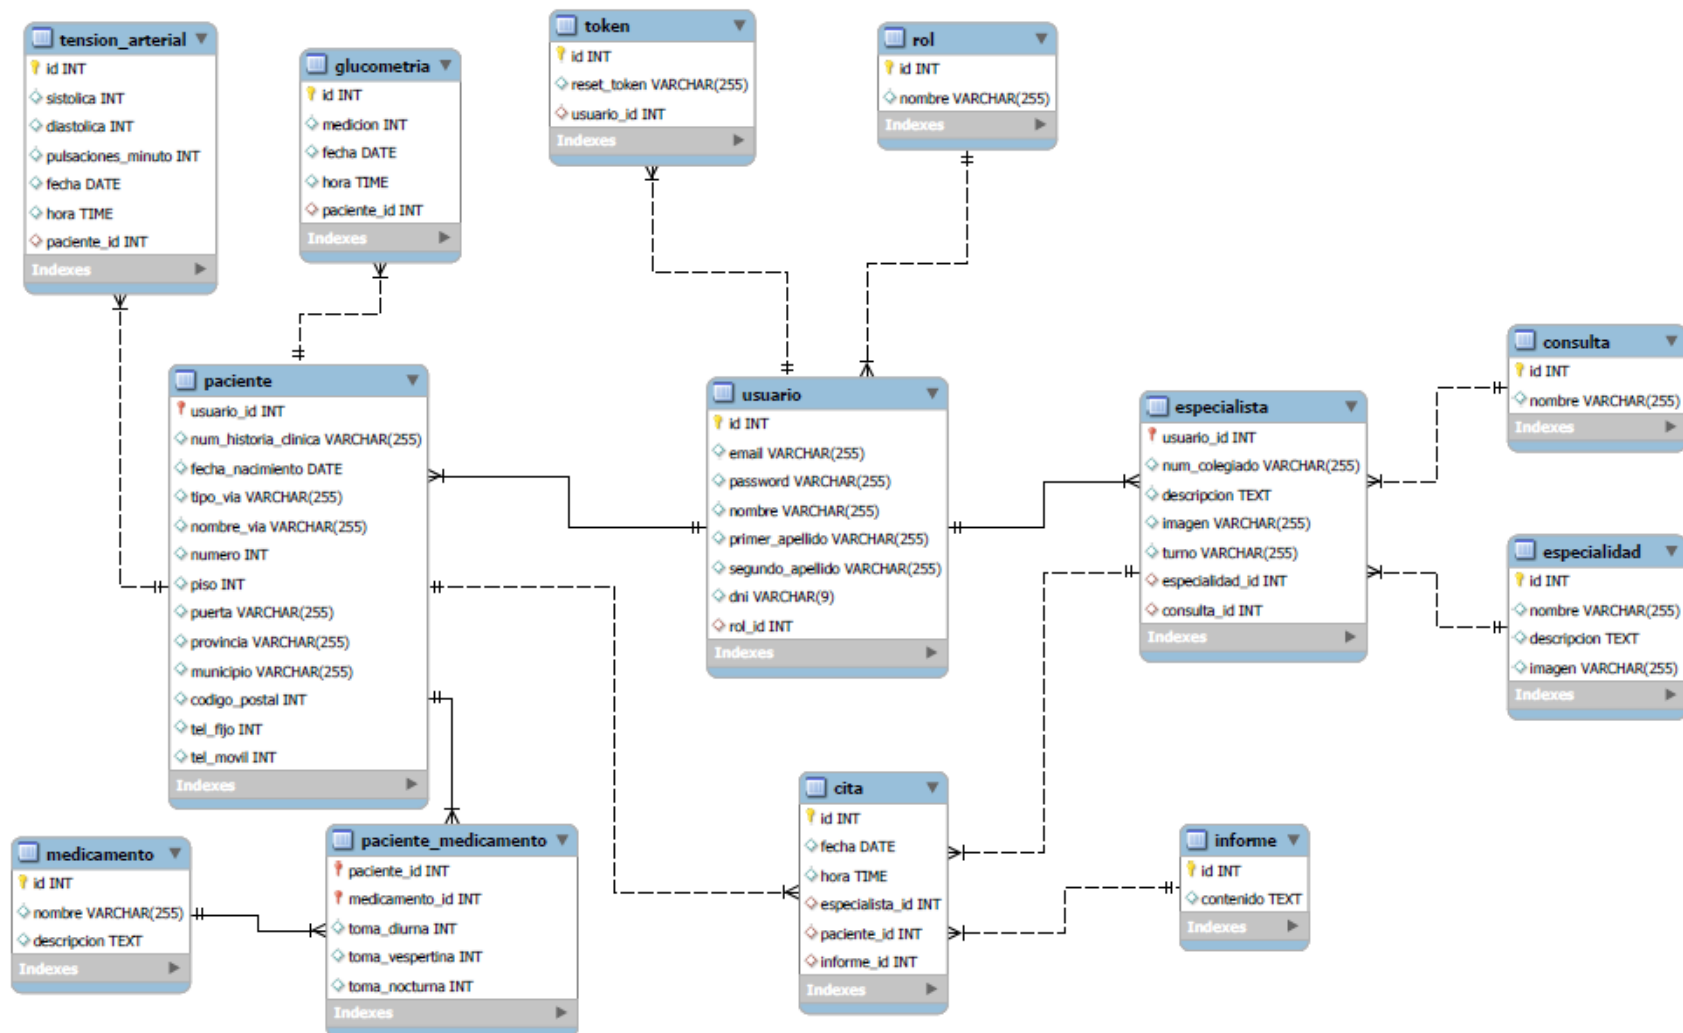 tension_arterial
id INT
sistolica INT
diastolica INT
pulsaciones_minuto INT
fecha DATE
hora TIME
paciente_id INT
Indexes
glucometria
id INT
medicion INT
fecha DATE
hora TIME
paciente_id INT
Indexes
token
id INT
reset_token VARCHAR(255)
usuario_id INT
Indexes
rol
id INT
nombre VARCHAR(255)
Indexes
paciente
usuario_id INT
num_historia_clinica VARCHAR(255)
fecha_nacimiento DATE
tipo_via VARCHAR(255)
nombre_via VARCHAR(255)
numero INT
piso INT
puerta VARCHAR(255)
provincia VARCHAR(255)
municipio VARCHAR(255)
codigo_postal INT
tel_fijo INT
tel_movil INT
Indexes
usuario
id INT
email VARCHAR(255)
password VARCHAR(255)
nombre VARCHAR(255)
primer_apellido VARCHAR(255)
segundo_apellido VARCHAR(255)
dni VARCHAR(9)
rol_id INT
Indexes
especialista
usuario_id INT
num_colegiado VARCHAR(255)
descripcion TEXT
imagen VARCHAR(255)
turno VARCHAR(255)
especialidad_id INT
consulta_id INT
Indexes
consulta
id INT
nombre VARCHAR(255)
Indexes
especialidad
id INT
nombre VARCHAR(255)
descripcion TEXT
imagen VARCHAR(255)
Indexes
medicamento
id INT
nombre VARCHAR(255)
descripcion TEXT
Indexes
paciente_medicamento
paciente_id INT
medicamento_id INT
toma_diurna INT
toma_vespertina INT
toma_nocturna INT
Indexes
cita
id INT
fecha DATE
hora TIME
especialista_id INT
paciente_id INT
informe_id INT
Indexes
informe
id INT
contenido TEXT
Indexes